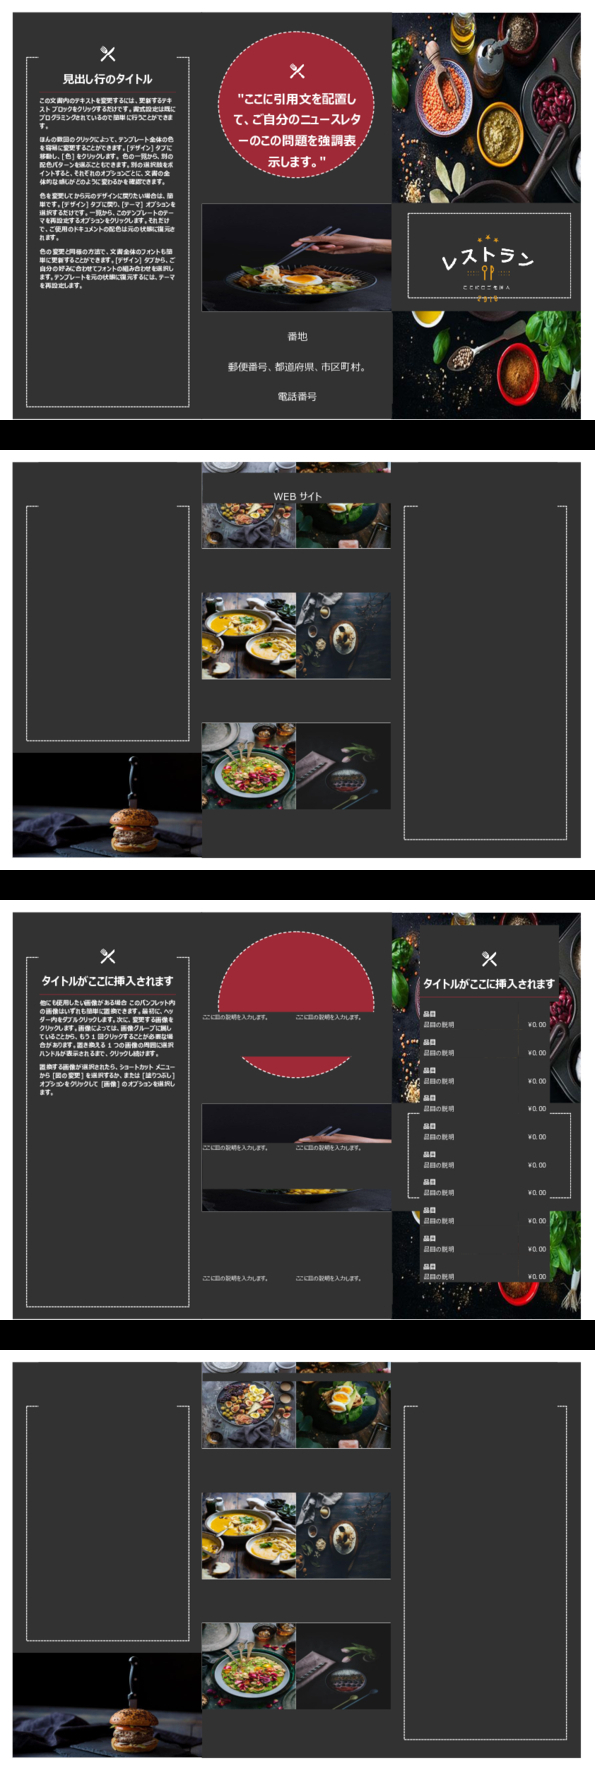 見出し行のタイトル
この文書内のテキストを変更するには、更新するテキ
スト ブロックをクリックするだけです。書式設定は既に
プログラミングされているので簡単に行うことができま
す。
ほんの数回のクリックによって、テンプレート全体の色
を容易に変更することができます。[デザイン] タブに
移動し、[色] をクリックします。色の一覧から、別の
配色パターンを選ぶこともできます。別の選択肢をポ
イントすると、それぞれのオプションごとに、文書の全
体的な感じがどのように変わるかを確認できます。
色を変更してから元のデザインに戻りたい場合は、簡
単です。[デザイン] タブに戻り、[テーマ] オプションを
選択するだけです。一覧から、このテンプレートのテー
マを再設定するオプションをクリックします。それだけ
で、ご使用のドキュメントの配色は元の状態に復元さ
れます。
色の変更と同様の方法で、文書全体のフォントも簡
単に更新することができます。[デザイン] タブから、ご
自分の好みに合わせてフォントの組み合わせを選択し
ます。テンプレートを元の状態に復元するには、テーマ
を再設定します。
"ここに引用文を配置し
て、ご自分のニュースレタ
ーのこの問題を強調表
示します。"
番地
郵便番号、都道府県、市区町村。
電話番号
レストラン
WEB サイト
タイトルがここに挿入されます
他にも使用したい画像がある場合 このパンフレット内
の画像はいずれも簡単に置換できます。最初に、ヘッ
ダー内をダブルクリックします。次に、変更する画像を
クリックします。画像によっては、画像グループに属し
ていることから、もう 1 回クリックすることが必要な場
合があります。置き換える 1 つの画像の周囲に選択
ハンドルが表示されるまで、クリックし続けます。
置換する画像が選択されたら、ショートカット メニュー
から [図の変更] を選択するか、または [塗りつぶし]
オプションをクリックして [画像] のオプションを選択し
ます。
ここに皿の説明を入力します。 ここに皿の説明を入力します。
ここに皿の説明を入力します。 ここに皿の説明を入力します。
ここに皿の説明を入力します。 ここに皿の説明を入力します。
タイトルがここに挿入されます
品目
品目の説明 ¥0.00
品目
品目の説明 ¥0.00
品目
品目の説明 ¥0.00
品目
品目の説明 ¥0.00
品目
品目の説明 ¥0.00
品目
品目の説明 ¥0.00
品目
品目の説明 ¥0.00
品目
品目の説明 ¥0.00
品目
品目の説明 ¥0.00
品目
品目の説明 ¥0.00